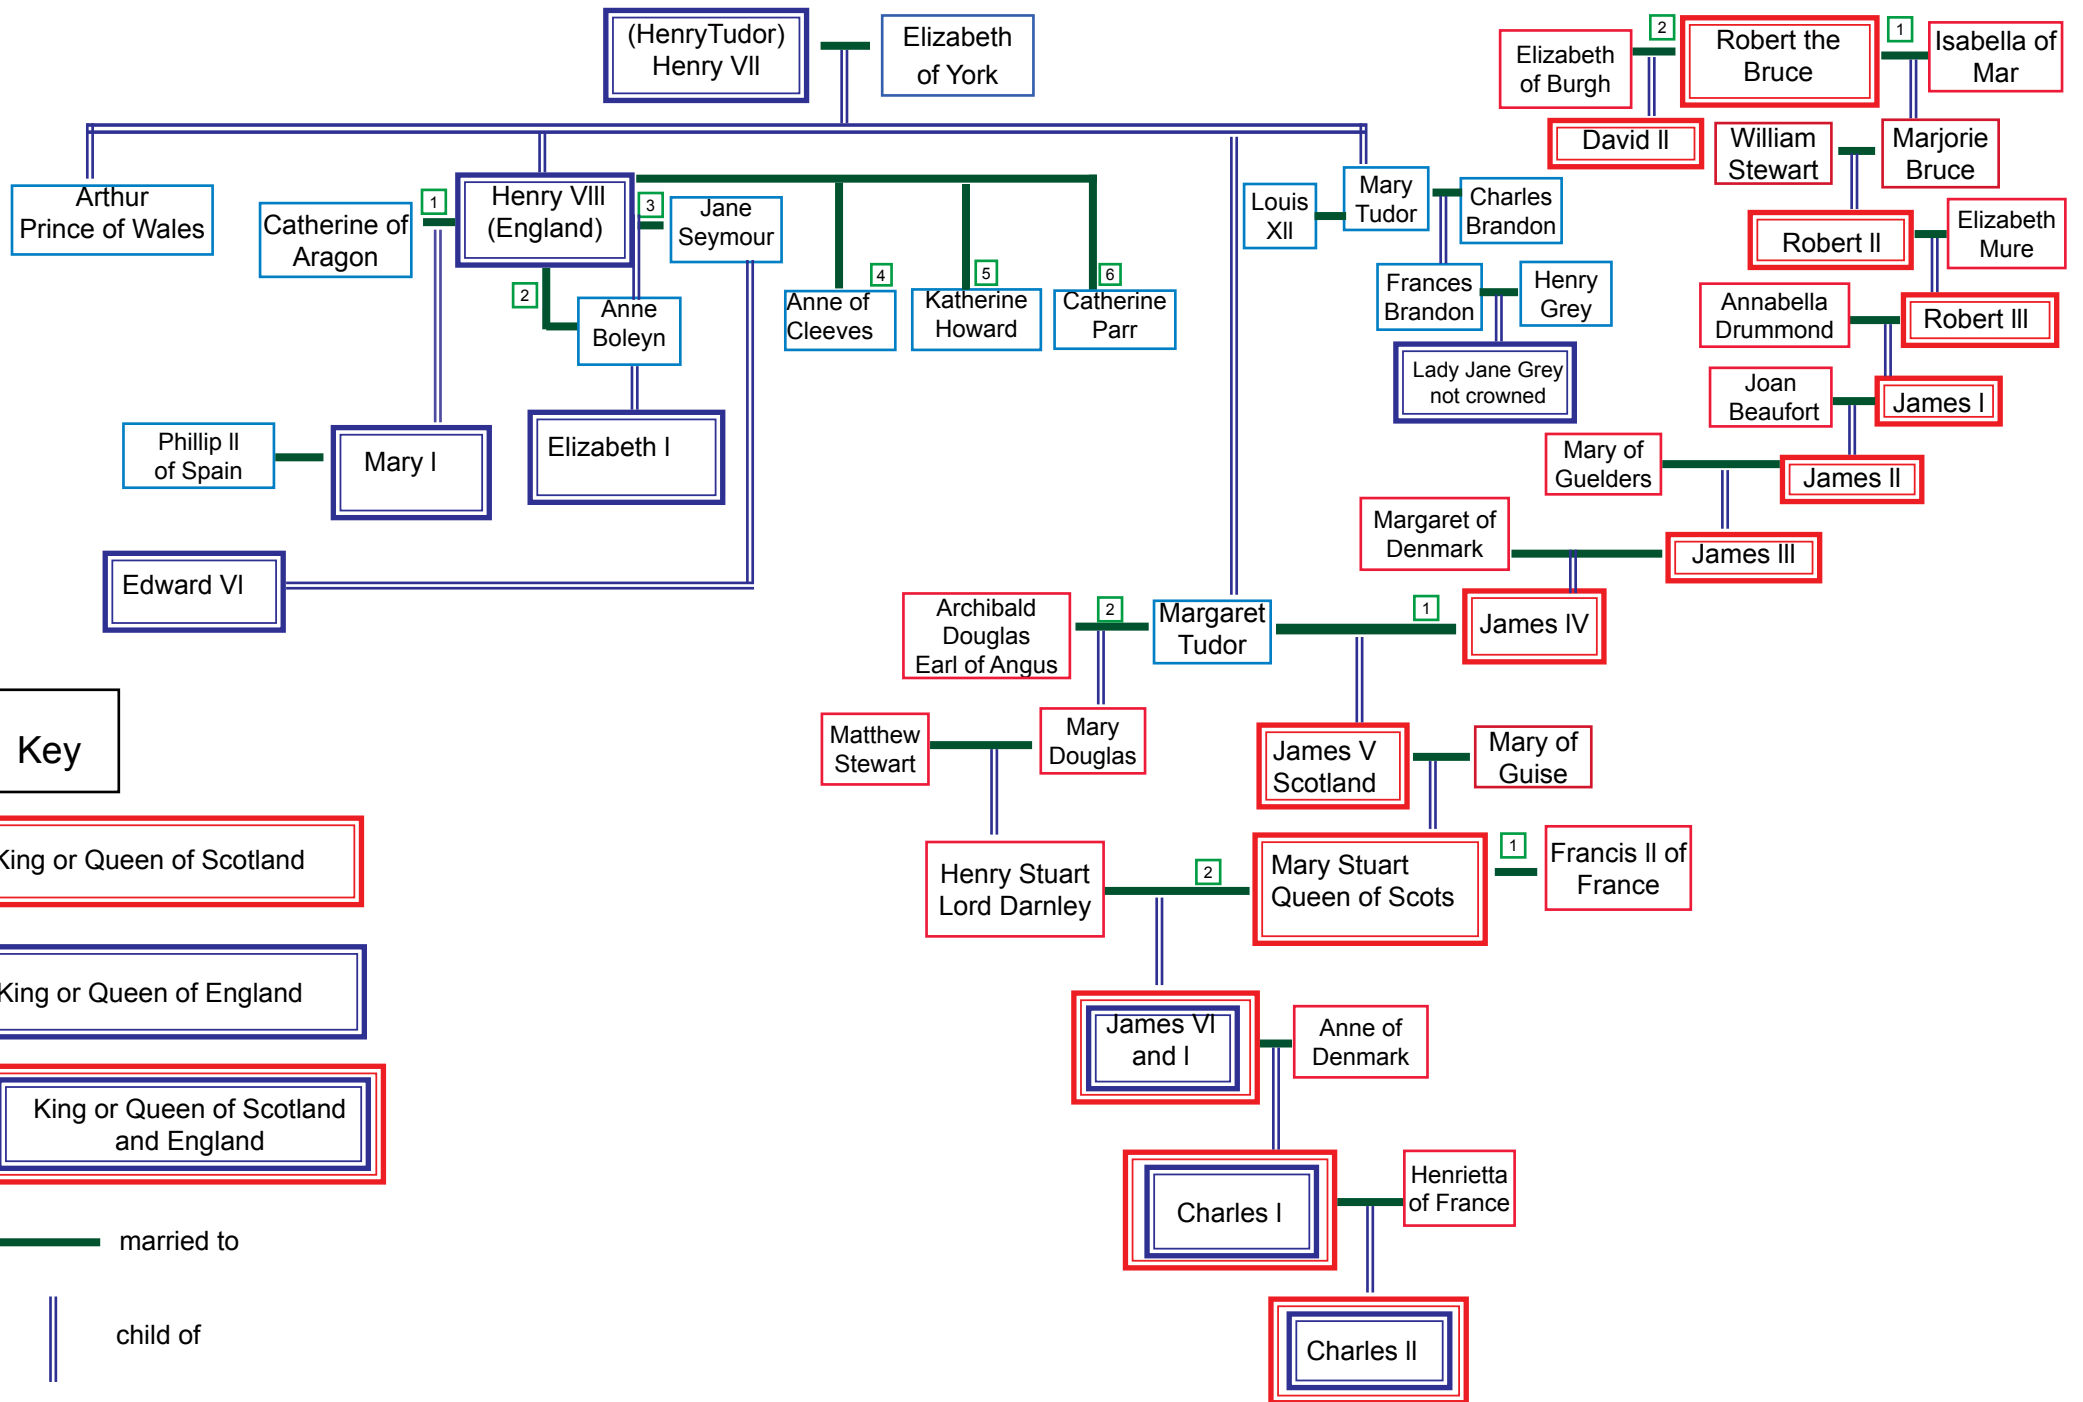 (HenryTudor)
Henry VII
Elizabeth
of York
2
1
Elizabeth
of Burgh
Robert the
Bruce
Isabella of
Mar
David II
William
Stewart
Marjorie
Bruce
Arthur
Prince of Wales
Catherine of
Aragon
1
Henry VIII
(England)
3
Jane
Seymour
Louis
XII
Mary
Tudor
Charles
Brandon
Robert II
Elizabeth
Mure
2
Anne
Boleyn
4
Anne of
Cleeves
5
Katherine
Howard
6
Catherine
Parr
Frances
Brandon
Henry
Grey
Annabella
Drummond
Robert III
Lady Jane Grey
not crowned
Joan
Beaufort
James I
Phillip II
of Spain
Mary I
Elizabeth I
Mary of
Guelders
James II
Margaret of
Denmark
James III
Edward VI
Archibald
Douglas
Earl of Angus
2
Margaret
Tudor
1
James IV
Matthew
Stewart
Mary
Douglas
James V
Scotland
Mary of
Guise
Henry Stuart
Lord Darnley
2
Mary Stuart
Queen of Scots
1
Francis II of
France
James VI
and I
Anne of
Denmark
Charles I
Henrietta
of France
Charles II
Key
King or Queen of Scotland
King or Queen of England
King or Queen of Scotland
and England
married to
child of